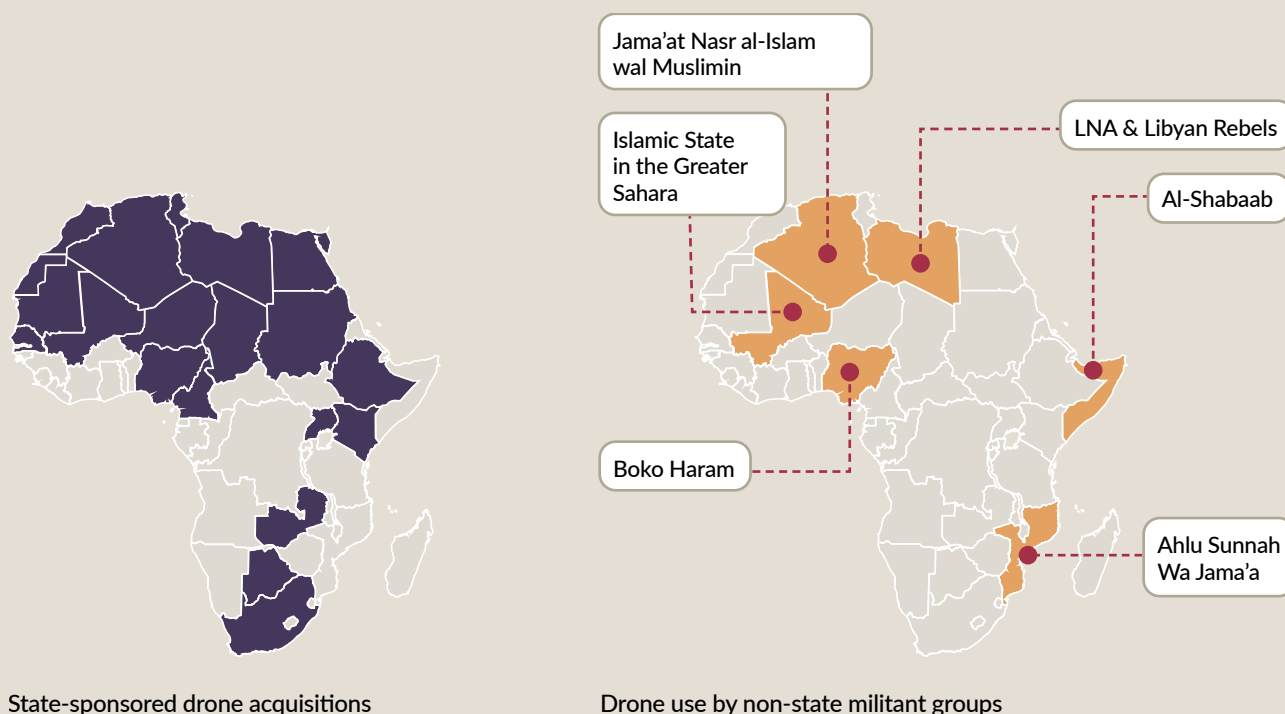 Jama’at Nasr al-Islam
wal Muslimin
Islamic State
in the Greater
Sahara
LNA & Libyan Rebels
Al-Shabaab
Boko Haram
Ahlu Sunnah
Wa Jama’a
State-sponsored drone acquisitions
Drone use by non-state militant groups